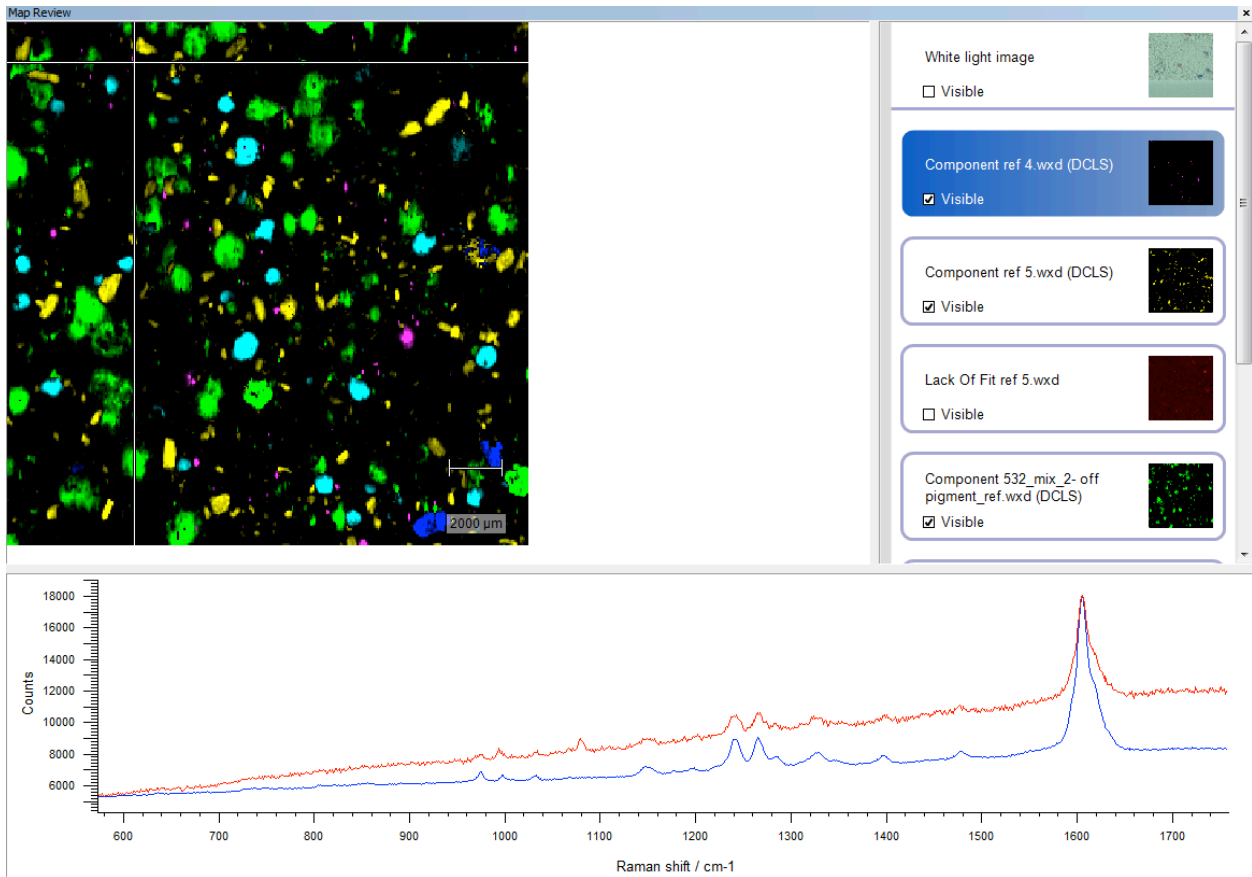 Map Review
White light image
Visible
Component ref 4.wxd (DCLS)
Visible
Component ref 5.wxd (DCLS)
Visible
Lack Of Fit ref 5.wxd
Visible
Component 532_mix_2- off
pigment_ref.wxd (DCLS)
Visible
2000 µm
18000
16000
14000
12000
10000
8000
6000
Counts
600 700 800 900 1000 1100 1200 1300 1400 1500 1600 1700
Raman shift / cm-1